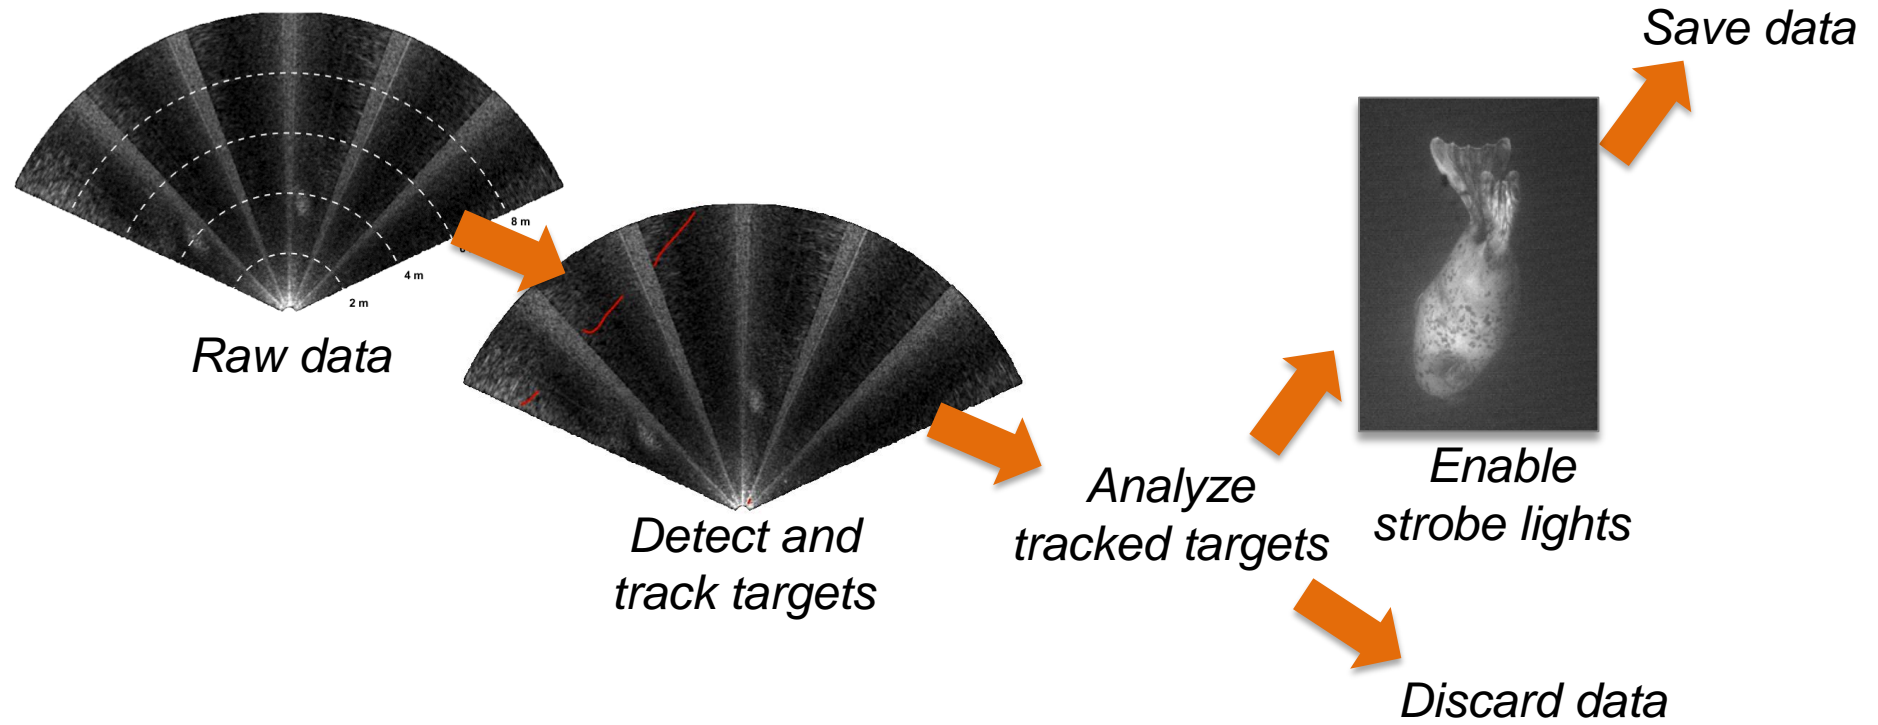 Save data
8 m
4 m
2 m
Raw data
Enable
strobe lights
Analyze
tracked targets
Detect and
track targets
Discard data